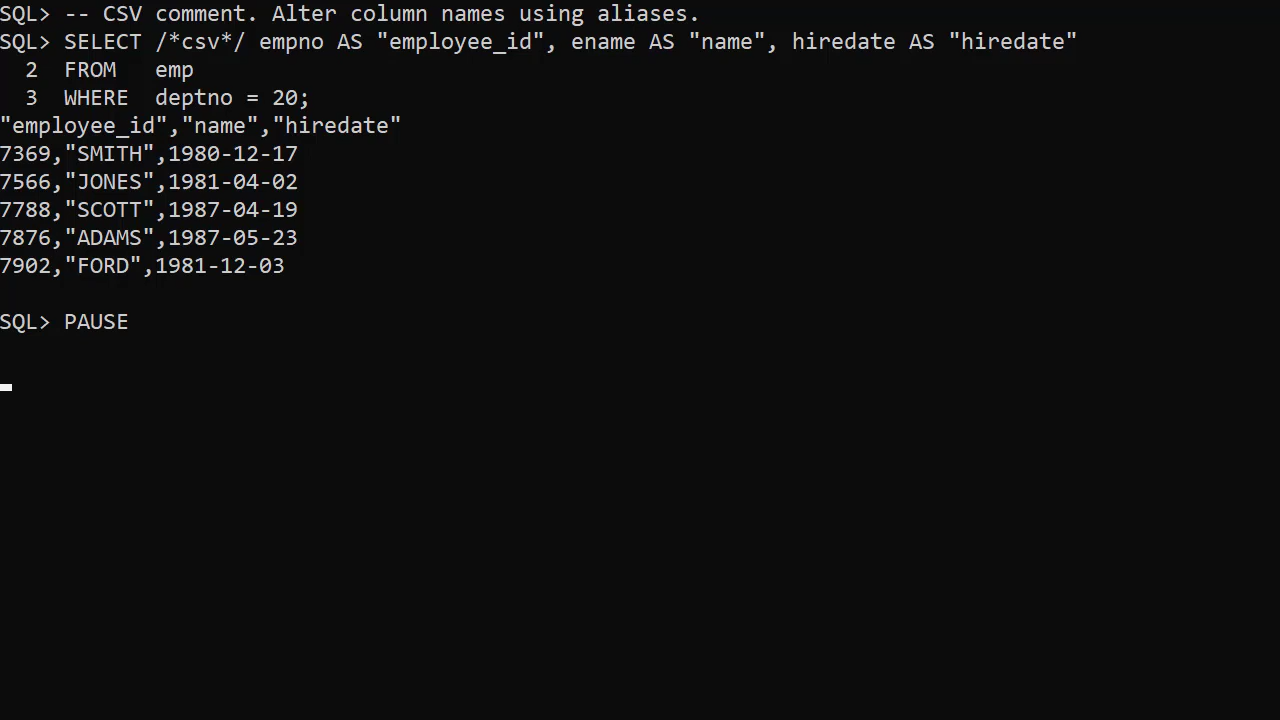 SQL> -- CSV comment. Alter column names using aliases.
SQL> SELECT /*csv*/ empno AS "employee_id", ename AS "name", hiredate AS "hiredate"
  2  FROM   emp
  3  WHERE  deptno = 20;
"employee_id","name","hiredate"
7369,"SMITH",1980-12-17
7566,"JONES",1981-04-02
7788,"SCOTT",1987-04-19
7876,"ADAMS",1987-05-23
7902,"FORD",1981-12-03
SQL> PAUSE